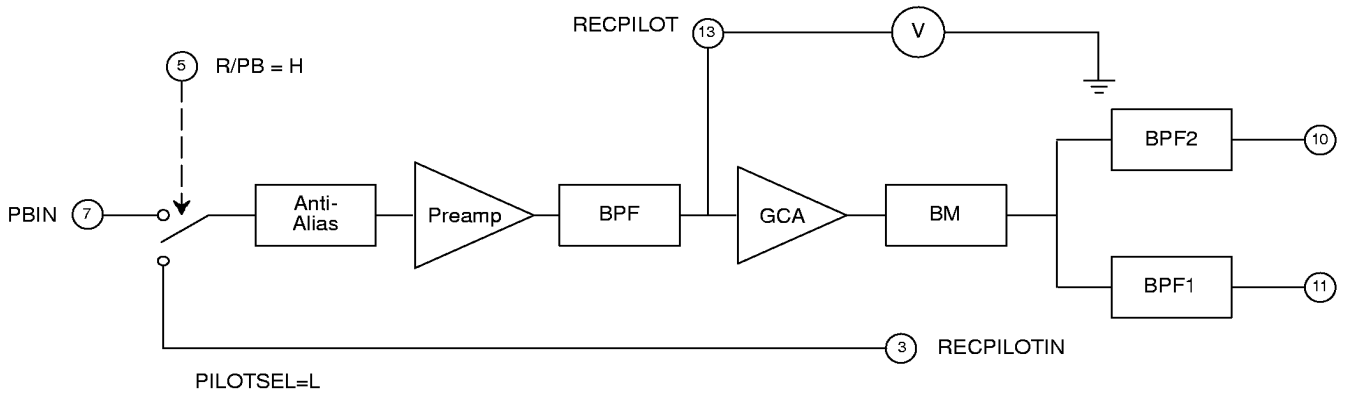 RECPILOT
13
V
5
R/PB = H
BPF2
10
PBIN
7
Anti-
Alias
Preamp
BPF
GCA
BM
BPF1
11
3
RECPILOTIN
PILOTSEL=L